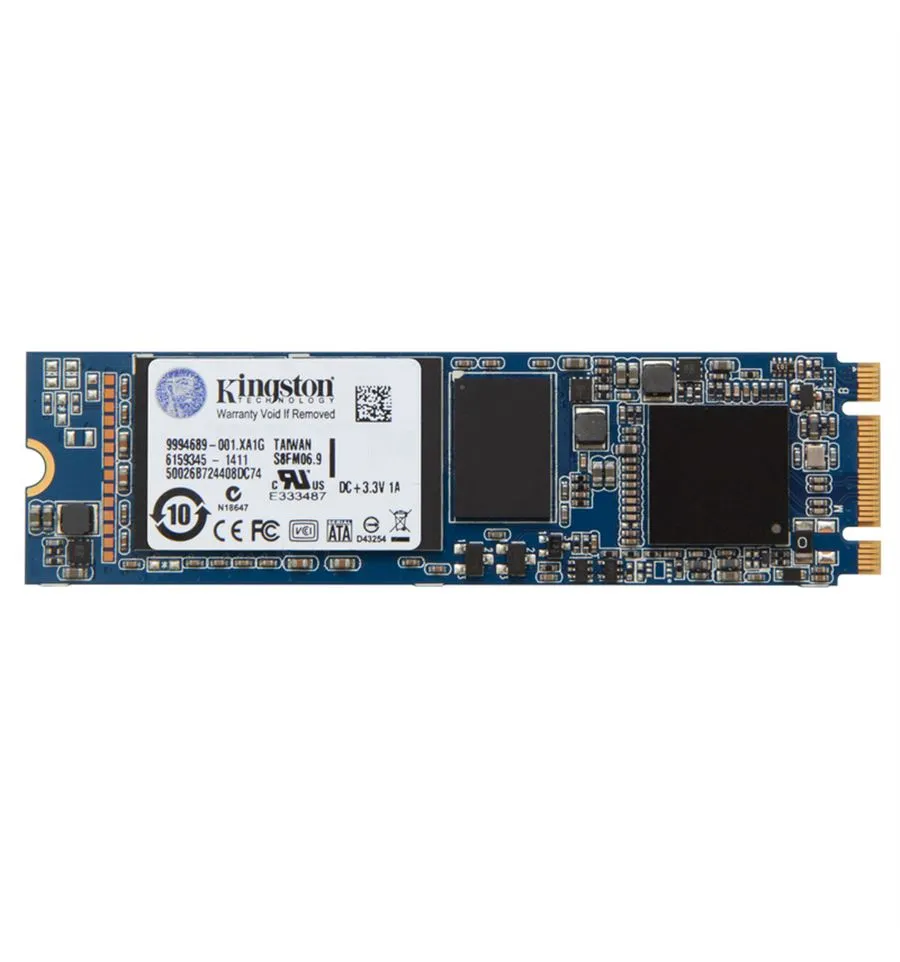 Kingston
TECHNOLOGY
Warranty Void If Removed
9994689-001.XA1G TAIWAN
6159345 - 1411 S8FM06.9
50026B724408DC74
c RU US
E333487
DC+3.3V 1A
N18647
10
CE FC
VCI
SERIAL
ATA
D43254
B
M